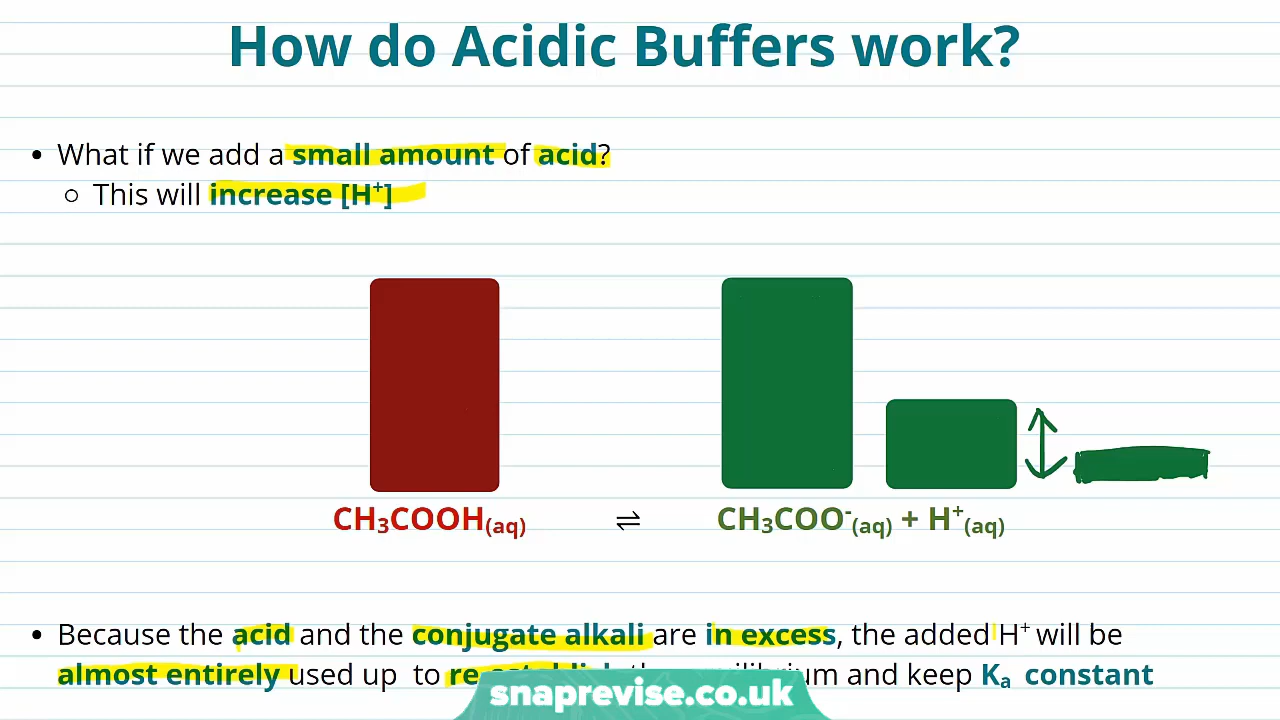 How do Acidic Buffers work?
• What if we add a small amount of acid?
○ This will increase [H⁺]
CH₃COOH₍aq₎ ⇌ CH₃COO⁻₍aq₎ + H⁺₍aq₎
• Because the acid and the conjugate alkali are in excess, the added H⁺ will be
almost entirely used up to and keep Kₐ constant
snaprevise.co.uk